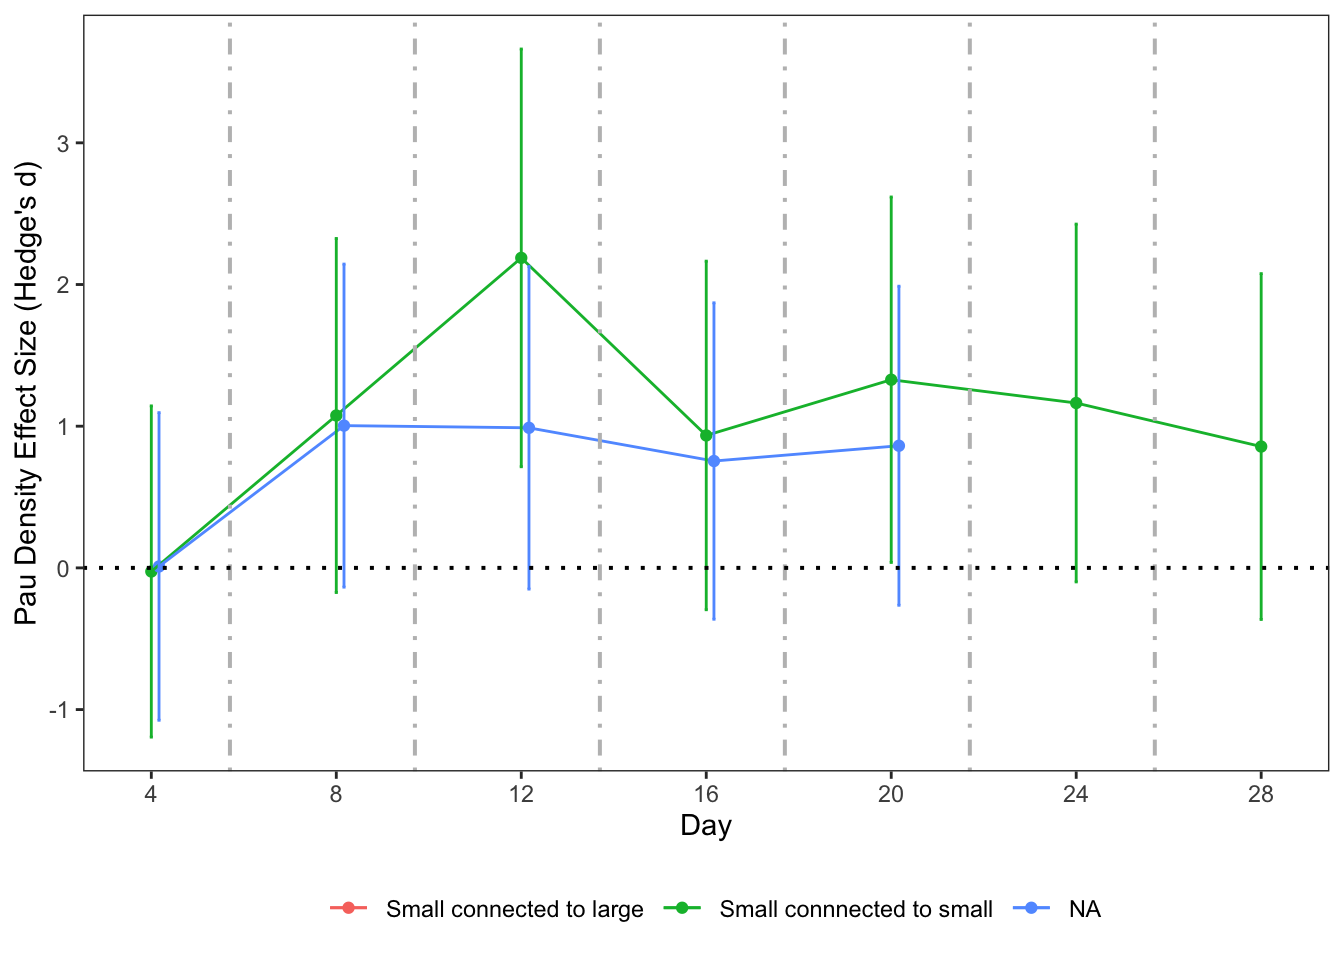 Pau Density Effect Size (Hedge's d)
3
2
1
0
-1
4 8 12 16 20 24 28
Day
Small connected to large Small connnected to small NA